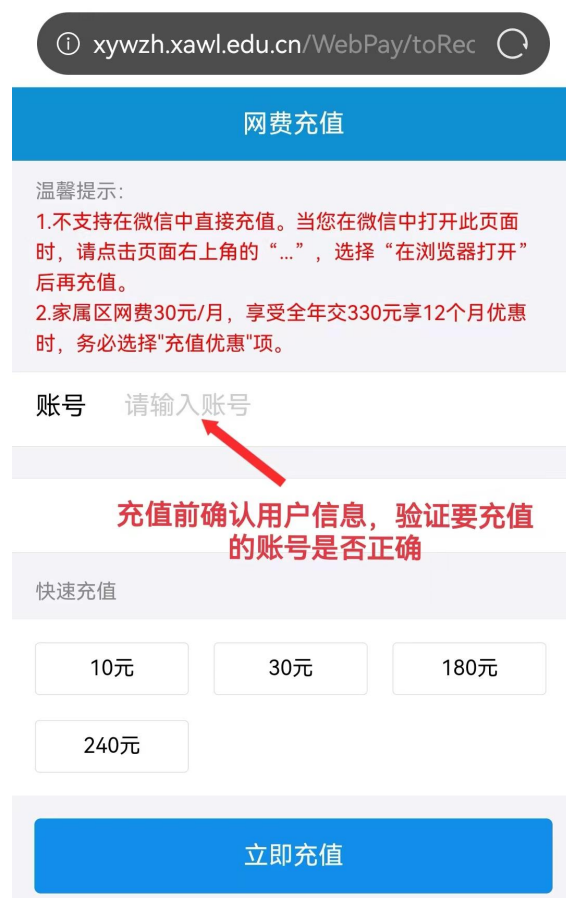 xywzh.xawl.edu.cn/WebPay/toRec
网费充值
温馨提示:
1.不支持在微信中直接充值。当您在微信中打开此页面
时，请点击页面右上角的“...”，选择“在浏览器打开”
后再充值。
2.家属区网费30元/月，享受全年交330元享12个月优惠
时，务必选择"充值优惠"项。
账号 请输入账号
充值前确认用户信息，验证要充值
的账号是否正确
快速充值
10元 30元 180元
240元
立即充值